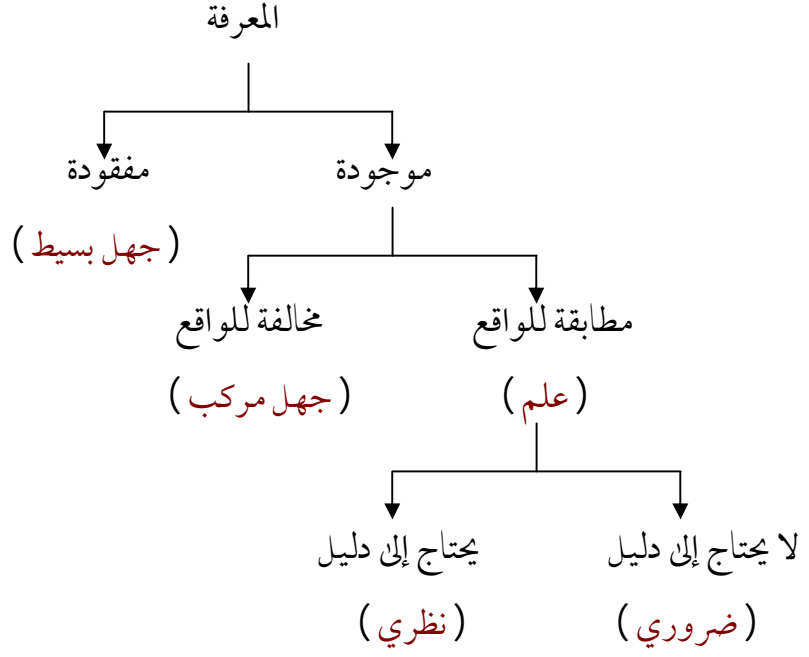 المعرفة
موجودة
مفقودة
(جهل بسيط)
مطابقة للواقع
مخالفة للواقع
(علم)
(جهل مركب)
لا يحتاج إلى دليل
يحتاج إلى دليل
(ضروري)
(نظري)